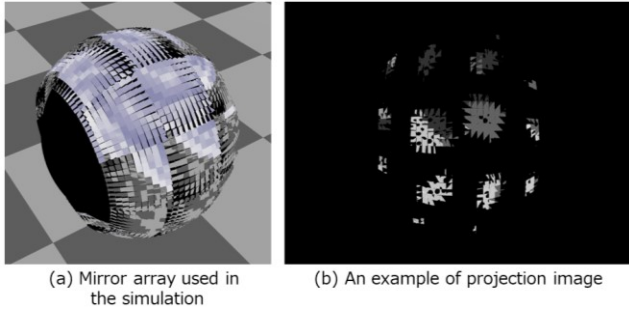 (a) Mirror array used in
the simulation
(b) An example of projection image